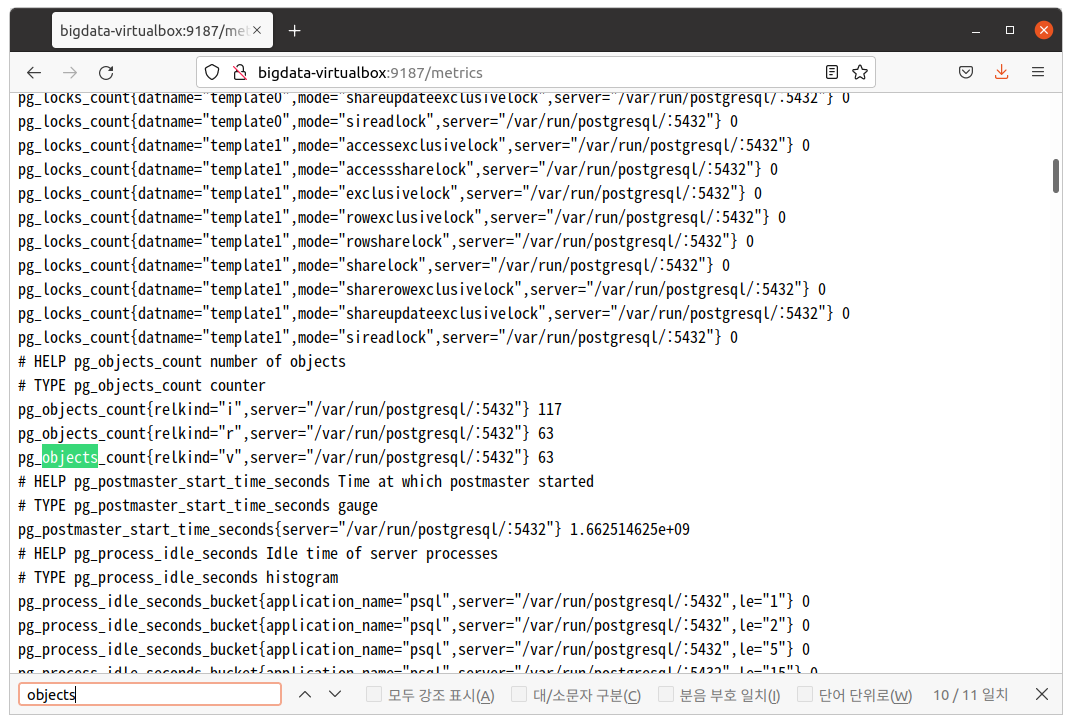 bigdata-virtualbox:9187/met
bigdata-virtualbox:9187/metrics
pg_locks_count{datname="template0",mode="shareupdateexclusivelock",server="/var/run/postgresql/:5432"} 0
pg_locks_count{datname="template0",mode="sireadlock",server="/var/run/postgresql/:5432"} 0
pg_locks_count{datname="template1",mode="accessexclusivelock",server="/var/run/postgresql/:5432"} 0
pg_locks_count{datname="template1",mode="accesssharelock",server="/var/run/postgresql/:5432"} 0
pg_locks_count{datname="template1",mode="exclusivelock",server="/var/run/postgresql/:5432"} 0
pg_locks_count{datname="template1",mode="rowexclusivelock",server="/var/run/postgresql/:5432"} 0
pg_locks_count{datname="template1",mode="rowsharelock",server="/var/run/postgresql/:5432"} 0
pg_locks_count{datname="template1",mode="sharelock",server="/var/run/postgresql/:5432"} 0
pg_locks_count{datname="template1",mode="sharerowexclusivelock",server="/var/run/postgresql/:5432"} 0
pg_locks_count{datname="template1",mode="shareupdateexclusivelock",server="/var/run/postgresql/:5432"} 0
pg_locks_count{datname="template1",mode="sireadlock",server="/var/run/postgresql/:5432"} 0
# HELP pg_objects_count number of objects
# TYPE pg_objects_count counter
pg_objects_count{relkind="i",server="/var/run/postgresql/:5432"} 117
pg_objects_count{relkind="r",server="/var/run/postgresql/:5432"} 63
pg_objects_count{relkind="v",server="/var/run/postgresql/:5432"} 63
# HELP pg_postmaster_start_time_seconds Time at which postmaster started
# TYPE pg_postmaster_start_time_seconds gauge
pg_postmaster_start_time_seconds{server="/var/run/postgresql/:5432"} 1.662514625e+09
# HELP pg_process_idle_seconds Idle time of server processes
# TYPE pg_process_idle_seconds histogram
pg_process_idle_seconds_bucket{application_name="psql",server="/var/run/postgresql/:5432",le="1"} 0
pg_process_idle_seconds_bucket{application_name="psql",server="/var/run/postgresql/:5432",le="2"} 0
pg_process_idle_seconds_bucket{application_name="psql",server="/var/run/postgresql/:5432",le="5"} 0
pg_process_idle_seconds_bucket{application_name="psql",server="/var/run/postgresql/:5432",le="15"} 0
objects 모두 강조 표시(A) 대/소문자 구분(C) 분음 부호 일치(I) 단어 단위로(W) 10 / 11 일치